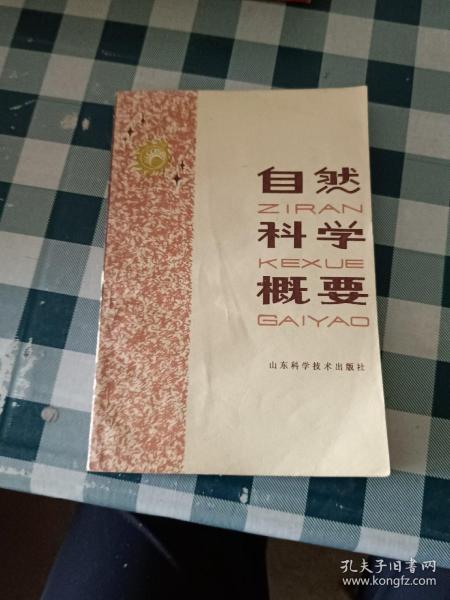 自然
ZIRAN
科学
KEXUE
概要
GAIYAO
山东科学技术出版社
孔夫子旧书网
www.kongfz.com